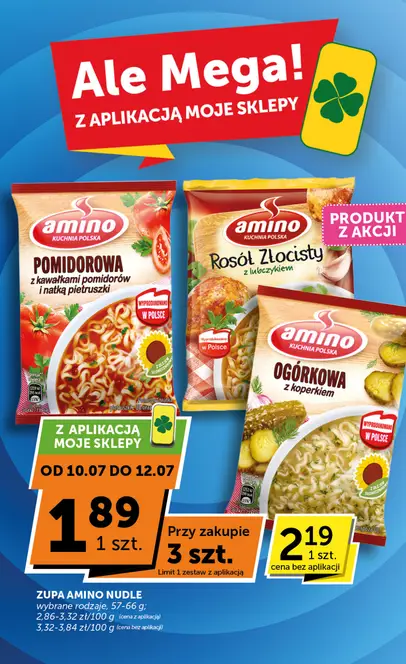 Ale Mega!
Z APLIKACJĄ MOJE SKLEPY
amino
KUCHNIA POLSKA
POMIDOROWA
z kawałkami pomidorów
i natką pietruszki
WYPRODUKOWANO
W POLSCE
amino
KUCHNIA POLSKA
Rosół Złocisty
z lubczykiem
Wyprodukowano
w Polsce
PRODUKT
Z AKCJI
amino
KUCHNIA POLSKA
OGÓRKOWA
z koperkiem
WYPRODUKOWANO
W POLSCE
Z APLIKACJĄ
MOJE SKLEPY
OD 10.07 DO 12.07
1 89
1 szt.
Przy zakupie
3 szt.
Limit 1 zestaw z aplikacją
2 19
1 szt.
cena bez aplikacji
ZUPA AMINO NUDLE
wybrane rodzaje, 57-66 g;
2,86-3,32 zł/100 g (cena z aplikacją)
3,32-3,84 zł/100 g (cena bez aplikacji)